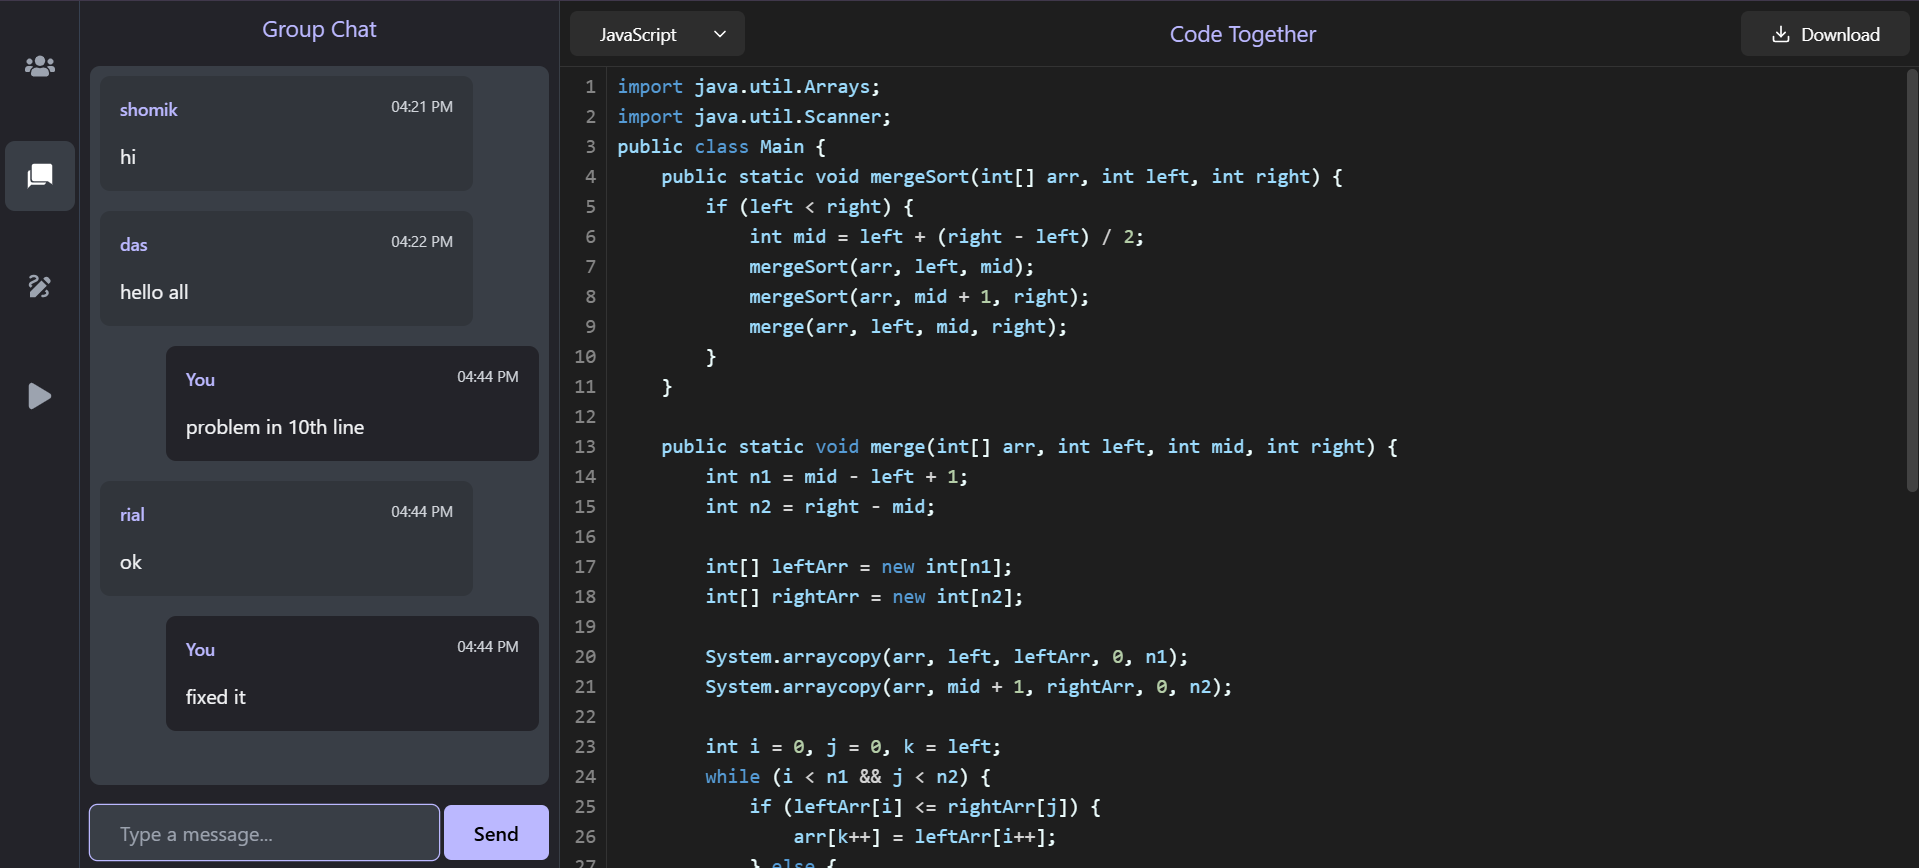 Group Chat
shomik 04:21 PM
hi
das 04:22 PM
hello all
You 04:44 PM
problem in 10th line
rial 04:44 PM
ok
You 04:44 PM
fixed it
Type a message...
Send
JavaScript
Code Together
Download
1 import java.util.Arrays;
2 import java.util.Scanner;
3 public class Main {
4     public static void mergeSort(int[] arr, int left, int right) {
5         if (left < right) {
6             int mid = left + (right - left) / 2;
7             mergeSort(arr, left, mid);
8             mergeSort(arr, mid + 1, right);
9             merge(arr, left, mid, right);
10         }
11     }
12
13     public static void merge(int[] arr, int left, int mid, int right) {
14         int n1 = mid - left + 1;
15         int n2 = right - mid;
16
17         int[] leftArr = new int[n1];
18         int[] rightArr = new int[n2];
19
20         System.arraycopy(arr, left, leftArr, 0, n1);
21         System.arraycopy(arr, mid + 1, rightArr, 0, n2);
22
23         int i = 0, j = 0, k = left;
24         while (i < n1 && j < n2) {
25             if (leftArr[i] <= rightArr[j]) {
26                 arr[k++] = leftArr[i++];
27             } else {